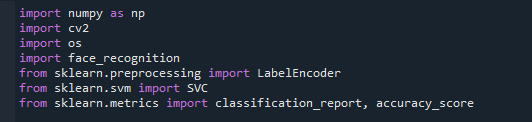 import numpy as np
import cv2
import os
import face_recognition
from sklearn.preprocessing import LabelEncoder
from sklearn.svm import SVC
from sklearn.metrics import classification_report, accuracy_score